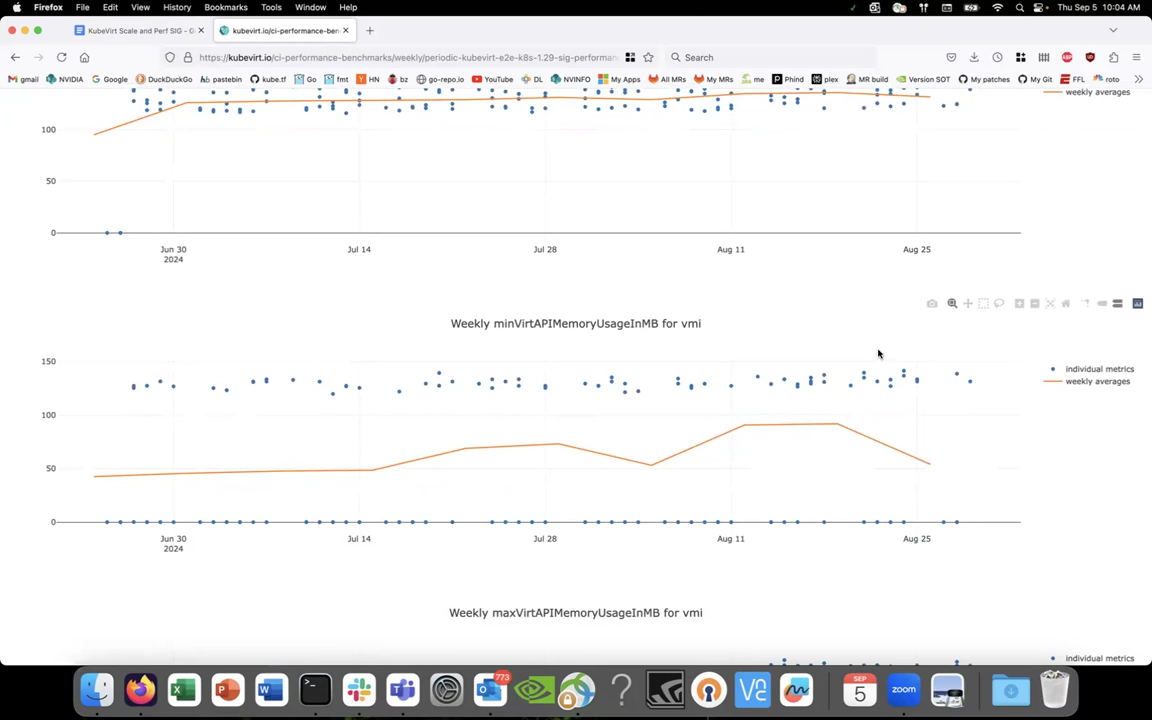 Firefox File Edit View History Bookmarks Tools Window Help Thu Sep 5 10:04 AM
KubeVirt Scale and Perf SIG - G kubevirt.io/ci-performance-ben
https://kubevirt.io/ci-performance-benchmarks/weekly/periodic-kubevirt-e2e-k8s-1.29-sig-performan Search
gmail NVIDIA Google DuckDuckGo pastebin kube.tf Go fmt HN bz go-repo.io YouTube DL NVINFO My Apps All MRs My MRs me Phind plex MR build Version SOT My patches My Git FFL roto
weekly averages
100
50
0
Jun 30 Jul 14 Jul 28 Aug 11 Aug 25
2024
Weekly minVirtAPIMemoryUsageInMB for vmi
150
individual metrics
weekly averages
100
50
0
Jun 30 Jul 14 Jul 28 Aug 11 Aug 25
2024
Weekly maxVirtAPIMemoryUsageInMB for vmi
individual metrics
773
SEP
5
zoom